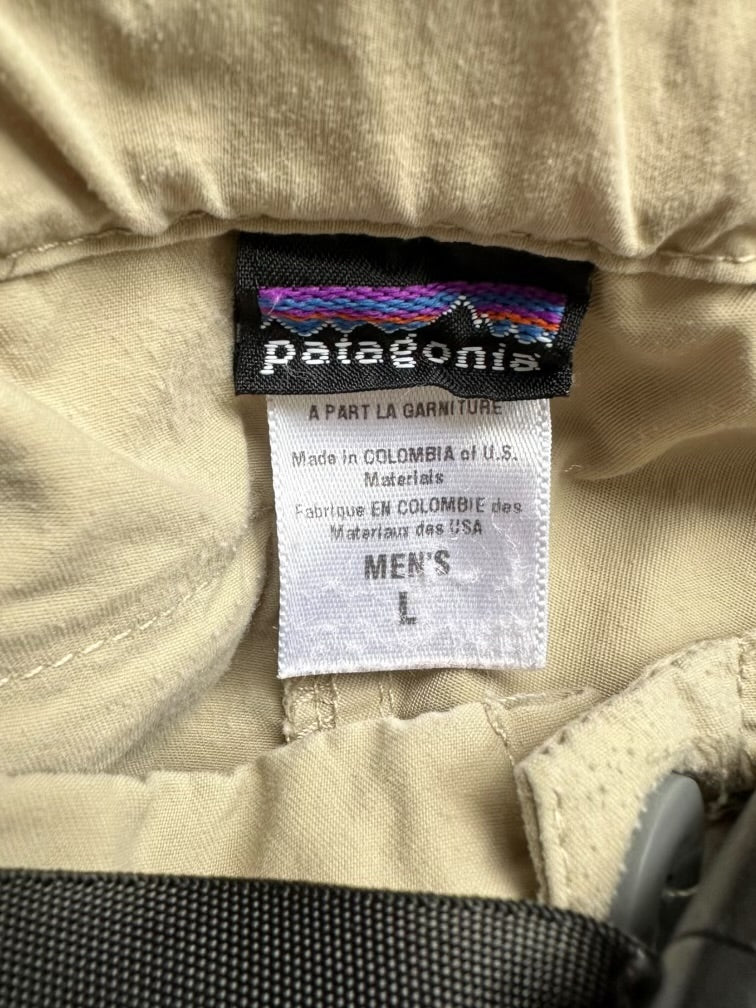 patagonia
A PART LA GARNITURE
Made in COLOMBIA of U.S.
Materials
Fabrique EN COLOMBIE des
Materiaux des USA
MEN'S
L